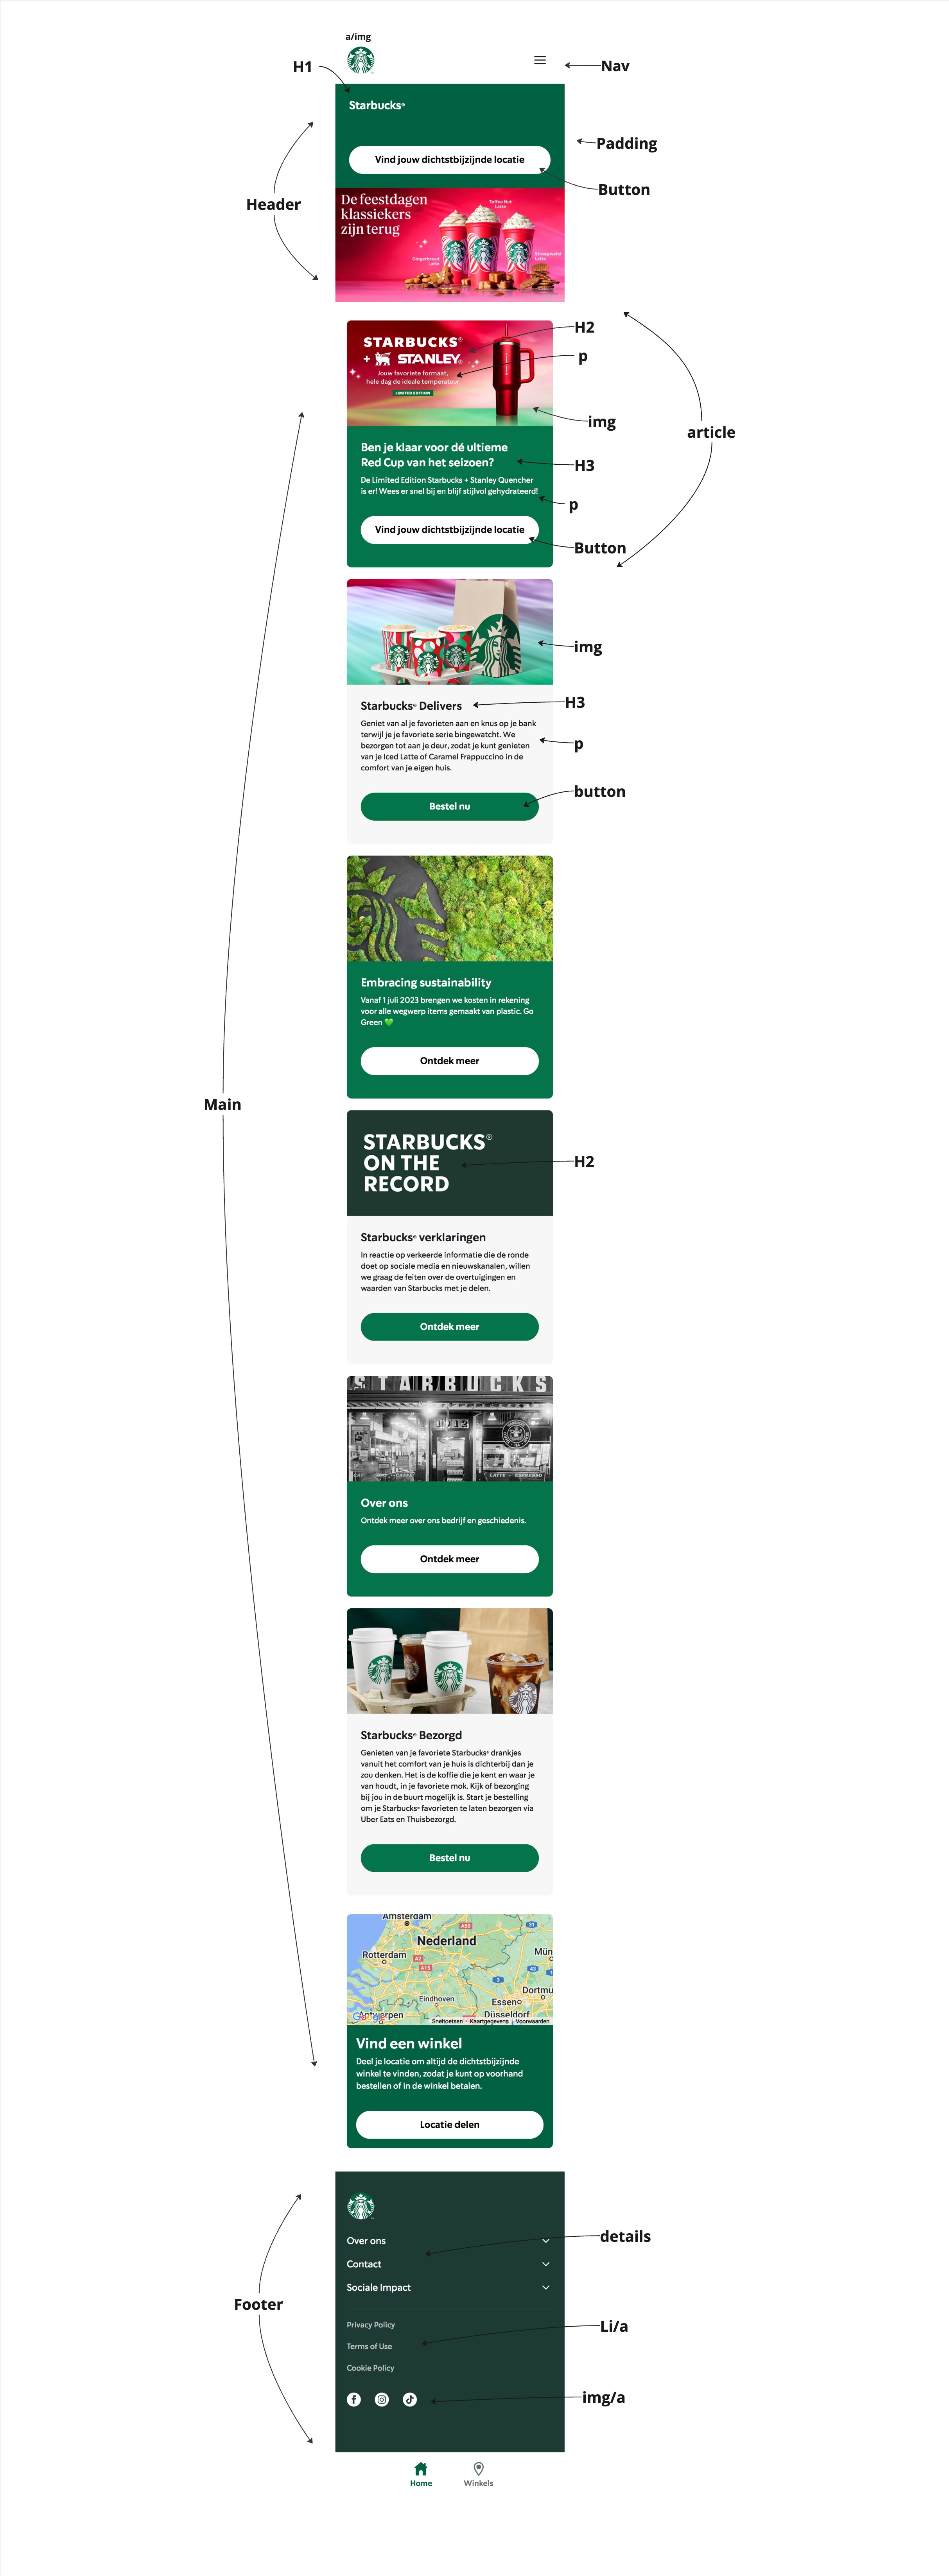 a/img
H1
Nav
Starbucks®
Padding
Vind jouw dichtstbijzijnde locatie
Button
Header
De feestdagen
klassiekers
zijn terug
Toffee Nut
Latte
Gingerbread
Latte
Stroopwafel
Latte
STARBUCKS®
+ STANLEY®
Jouw favoriete formaat,
hele dag de ideale temperatuur
LIMITED EDITION
H2
p
img
article
Ben je klaar voor dé ultieme
Red Cup van het seizoen?
H3
De Limited Edition Starbucks + Stanley Quencher
is er! Wees er snel bij en blijf stijlvol gehydrateerd!
p
Vind jouw dichtstbijzijnde locatie
Button
img
Starbucks® Delivers
H3
Geniet van al je favorieten aan en knus op je bank
terwijl je je favoriete serie bingewatcht. We
bezorgen tot aan je deur, zodat je kunt genieten
van je Iced Latte of Caramel Frappuccino in de
comfort van je eigen huis.
p
Bestel nu
button
Embracing sustainability
Vanaf 1 juli 2023 brengen we kosten in rekening
voor alle wegwerp items gemaakt van plastic. Go
Green 💚
Ontdek meer
Main
STARBUCKS®
ON THE
RECORD
H2
Starbucks® verklaringen
In reactie op verkeerde informatie die de ronde
doet op sociale media en nieuwskanalen, willen
we graag de feiten over de overtuigingen en
waarden van Starbucks met je delen.
Ontdek meer
STARBUCKS
LATTE - ESPRESSO
Over ons
Ontdek meer over ons bedrijf en geschiedenis.
Ontdek meer
Starbucks® Bezorgd
Genieten van je favoriete Starbucks® drankjes
vanuit het comfort van je huis is dichterbij dan je
zou denken. Het is de koffie die je kent en waar je
van houdt, in je favoriete mok. Kijk of bezorging
bij jou in de buurt mogelijk is. Start je bestelling
om je Starbucks® favorieten te laten bezorgen via
Uber Eats en Thuisbezorgd.
Bestel nu
Amsterdam
Nederland
Rotterdam
Mün
Dortmu
Eindhoven
Essen
Antwerpen
Düsseldorf
Sneltoetsen Kaartgegevens Voorwaarden
Vind een winkel
Deel je locatie om altijd de dichtstbijzijnde
winkel te vinden, zodat je kunt op voorhand
bestellen of in de winkel betalen.
Locatie delen
Over ons
details
Contact
Sociale Impact
Footer
Privacy Policy
Li/a
Terms of Use
Cookie Policy
img/a
Home
Winkels